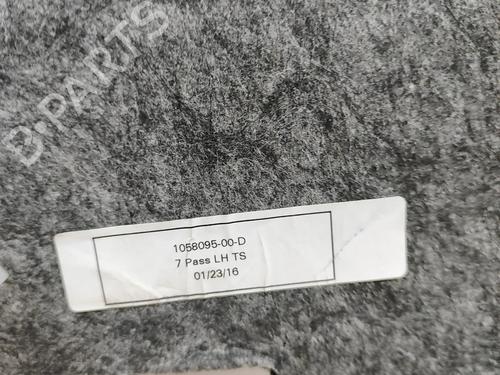 B-PARTS
1058095-00-D
7 Pass LH TS
01/23/16